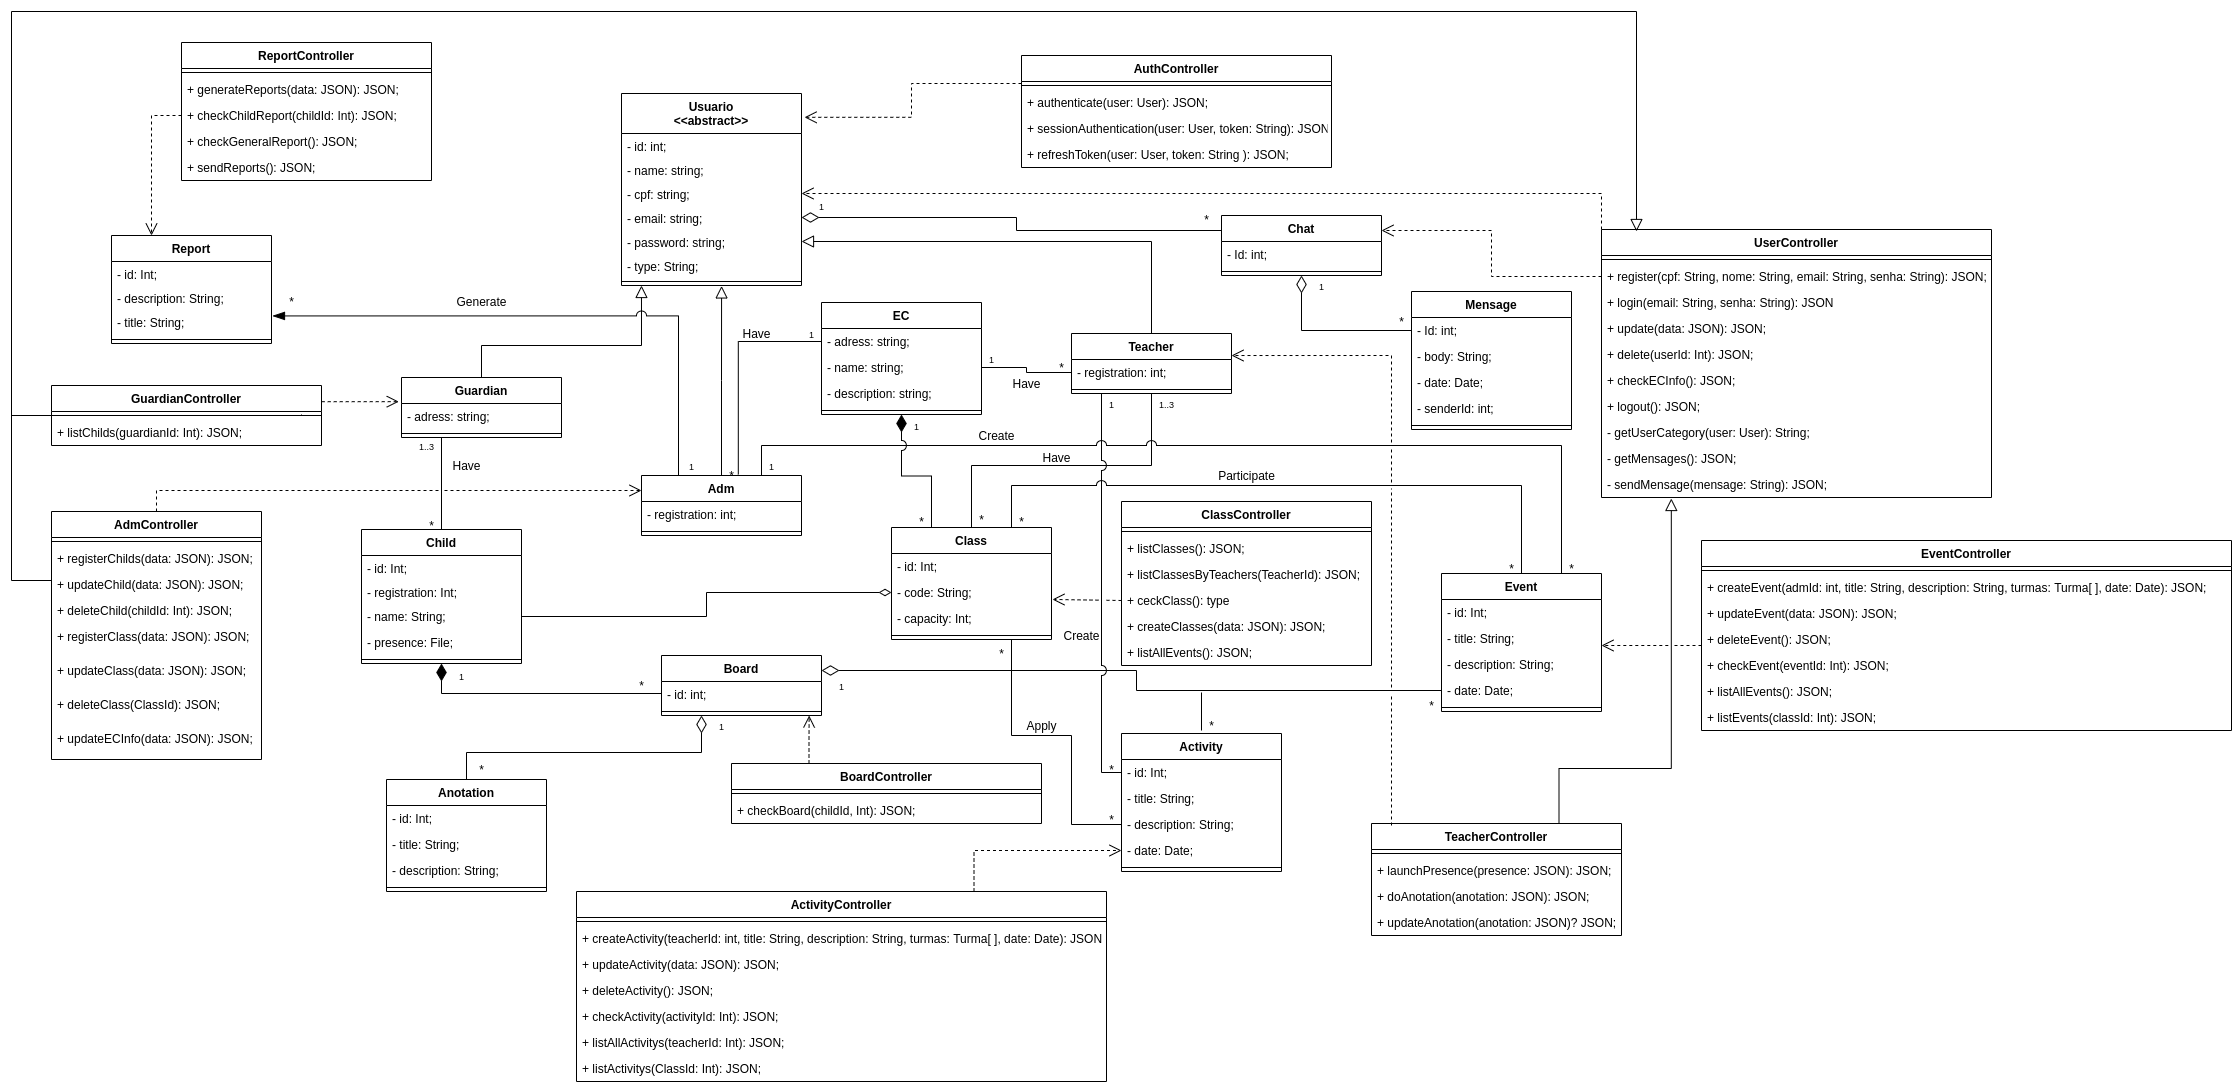 ReportController
+ generateReports(data: JSON): JSON;
+ checkChildReport(childId: Int): JSON;
+ checkGeneralReport(): JSON;
+ sendReports(): JSON;
Usuario
<<abstract>>
- id: int;
- name: string;
- cpf: string;
- email: string;
- password: string;
- type: String;
AuthController
+ authenticate(user: User): JSON;
+ sessionAuthentication(user: User, token: String): JSON
+ refreshToken(user: User, token: String ): JSON;
1
*
Chat
- Id: int;
1
*
UserController
+ register(cpf: String, nome: String, email: String, senha: String): JSON;
+ login(email: String, senha: String): JSON
+ update(data: JSON): JSON;
+ delete(userId: Int): JSON;
+ checkECInfo(): JSON;
+ logout(): JSON;
- getUserCategory(user: User): String;
- getMessages(): JSON;
- sendMessage(message: String): JSON;
Report
- id: Int;
- description: String;
- title: String;
*
Generate
1
Message
- Id: int;
- body: String;
- date: Date;
- senderId: int;
EC
- adress: string;
- name: string;
- description: string;
Have
1
*
1
Have
*
1
Teacher
- registration: int;
1
1..3
GuardianController
+ listChilds(guardianId: Int): JSON;
Guardian
- adress: string;
1..3
Have
*
1
Create
Have
Participate
Adm
- registration: int;
AdmController
+ registerChilds(data: JSON): JSON;
+ updateChild(data: JSON): JSON;
+ deleteChild(childId: Int): JSON;
+ registerClass(data: JSON): JSON;
+ updateClass(data: JSON): JSON;
+ deleteClass(ClassId): JSON;
+ updateECInfo(data: JSON): JSON;
Child
- id: Int;
- registration: Int;
- name: String;
- presence: File;
1
*
*
*
*
Class
- id: Int;
- code: String;
- capacity: Int;
*
Create
Apply
ClassController
+ listClasses(): JSON;
+ listClassesByTeachers(TeacherId): JSON;
+ ceckClass(): type
+ createClasses(data: JSON): JSON;
+ listAllEvents(): JSON;
*
*
Event
- id: Int;
- title: String;
- description: String;
- date: Date;
*
EventController
+ createEvent(admId: int, title: String, description: String, turmas: Turma[ ], date: Date): JSON;
+ updateEvent(data: JSON): JSON;
+ deleteEvent(): JSON;
+ checkEvent(eventId: Int): JSON;
+ listAllEvents(): JSON;
+ listEvents(classId: Int): JSON;
Board
- id: int;
1
1
*
Anotation
- id: Int;
- title: String;
- description: String;
BoardController
+ checkBoard(childId, Int): JSON;
*
*
*
Activity
- id: Int;
- title: String;
- description: String;
- date: Date;
TeacherController
+ launchPresence(presence: JSON): JSON;
+ doAnotation(anotation: JSON): JSON;
+ updateAnotation(anotation: JSON)? JSON;
ActivityController
+ createActivity(teacherId: int, title: String, description: String, turmas: Turma[ ], date: Date): JSON
+ updateActivity(data: JSON): JSON;
+ deleteActivity(): JSON;
+ checkActivity(activityId: Int): JSON;
+ listAllActivitys(teacherId: Int): JSON;
+ listActivitys(ClassId: Int): JSON;